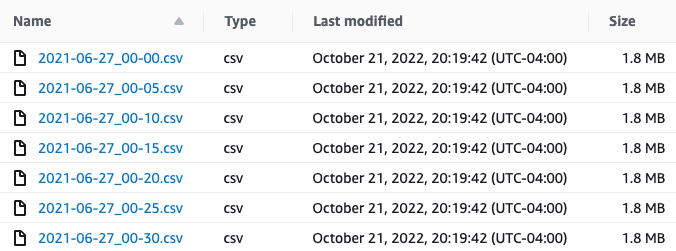 Name Type Last modified Size
2021-06-27_00-00.csv csv October 21, 2022, 20:19:42 (UTC-04:00) 1.8 MB
2021-06-27_00-05.csv csv October 21, 2022, 20:19:42 (UTC-04:00) 1.8 MB
2021-06-27_00-10.csv csv October 21, 2022, 20:19:42 (UTC-04:00) 1.8 MB
2021-06-27_00-15.csv csv October 21, 2022, 20:19:42 (UTC-04:00) 1.8 MB
2021-06-27_00-20.csv csv October 21, 2022, 20:19:42 (UTC-04:00) 1.8 MB
2021-06-27_00-25.csv csv October 21, 2022, 20:19:42 (UTC-04:00) 1.8 MB
2021-06-27_00-30.csv csv October 21, 2022, 20:19:42 (UTC-04:00) 1.8 MB